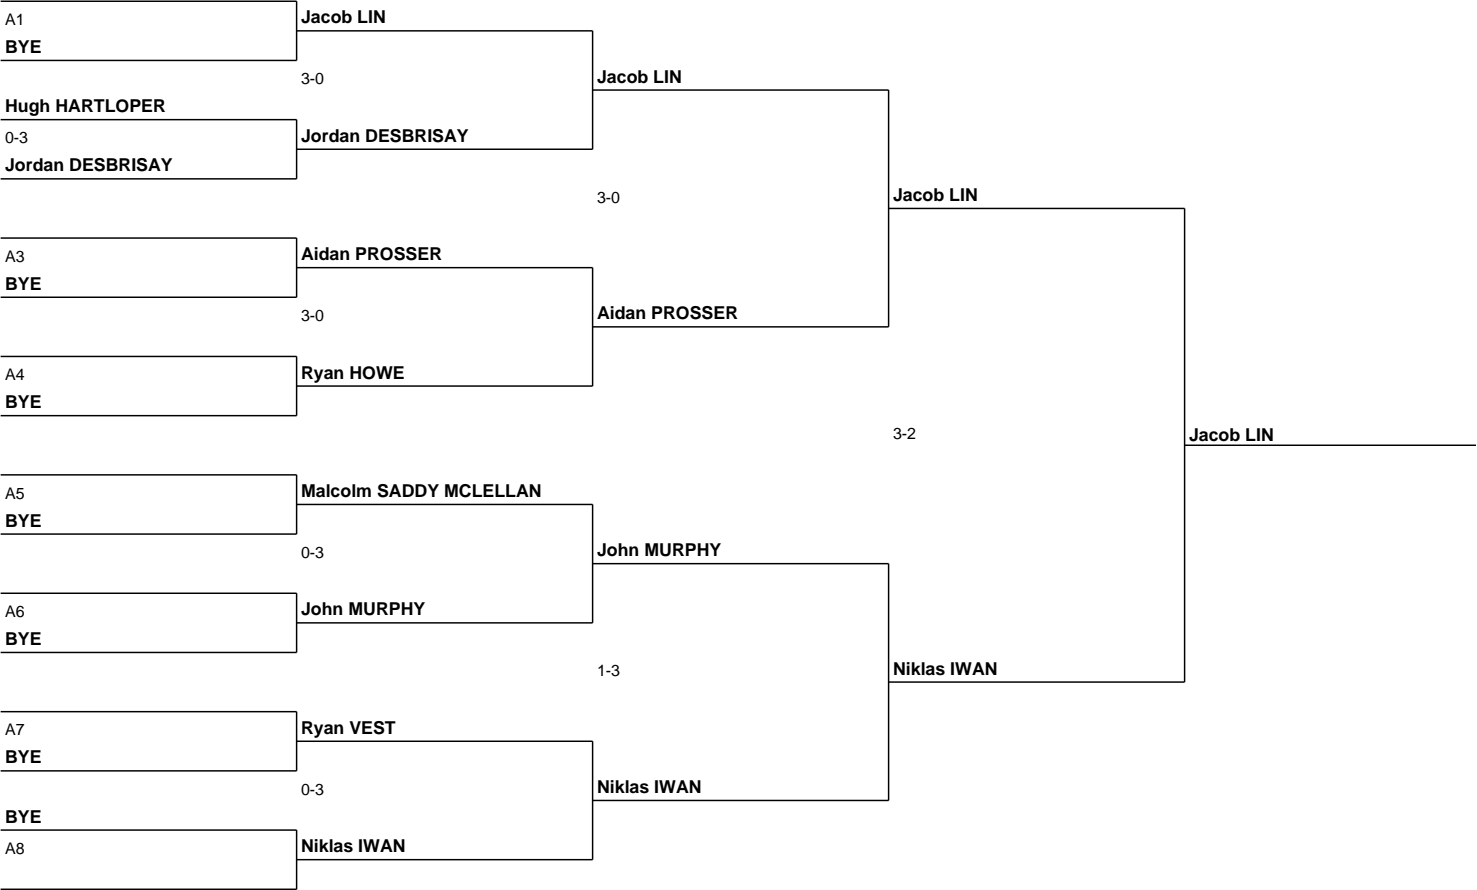 A1
BYE
Hugh HARTLOPER
0-3
Jordan DESBRISAY
A3
BYE
A4
BYE
A5
BYE
A6
BYE
A7
BYE
BYE
A8
Jacob LIN
3-0
Jordan DESBRISAY
Aidan PROSSER
3-0
Ryan HOWE
Malcolm SADDY MCLELLAN
0-3
John MURPHY
Ryan VEST
0-3
Niklas IWAN
Jacob LIN
3-0
Aidan PROSSER
John MURPHY
1-3
Niklas IWAN
Jacob LIN
3-2
Niklas IWAN
Jacob LIN